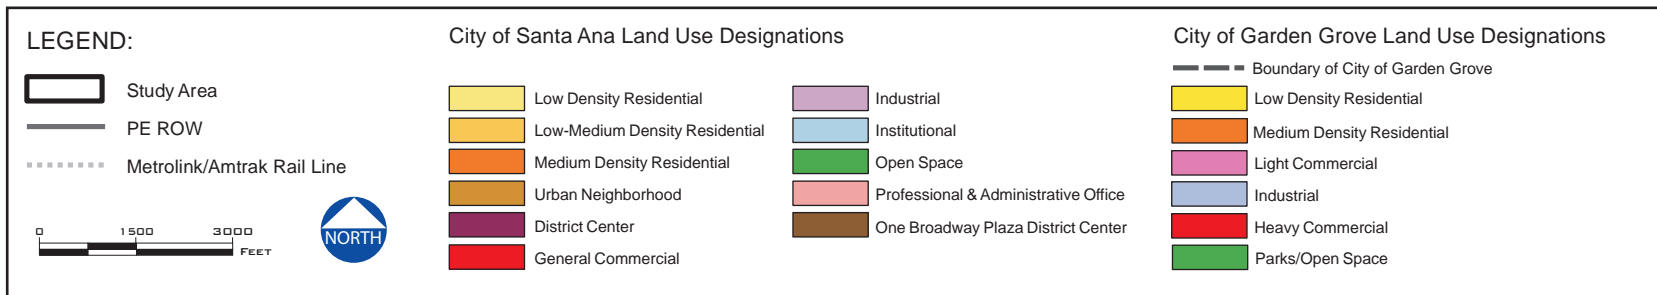 LEGEND:
Study Area
PE ROW
Metrolink/Amtrak Rail Line
0 1500 3000
FEET
NORTH
City of Santa Ana Land Use Designations
Low Density Residential
Low-Medium Density Residential
Medium Density Residential
Urban Neighborhood
District Center
General Commercial
Industrial
Institutional
Open Space
Professional & Administrative Office
One Broadway Plaza District Center
City of Garden Grove Land Use Designations
Boundary of City of Garden Grove
Low Density Residential
Medium Density Residential
Light Commercial
Industrial
Heavy Commercial
Parks/Open Space